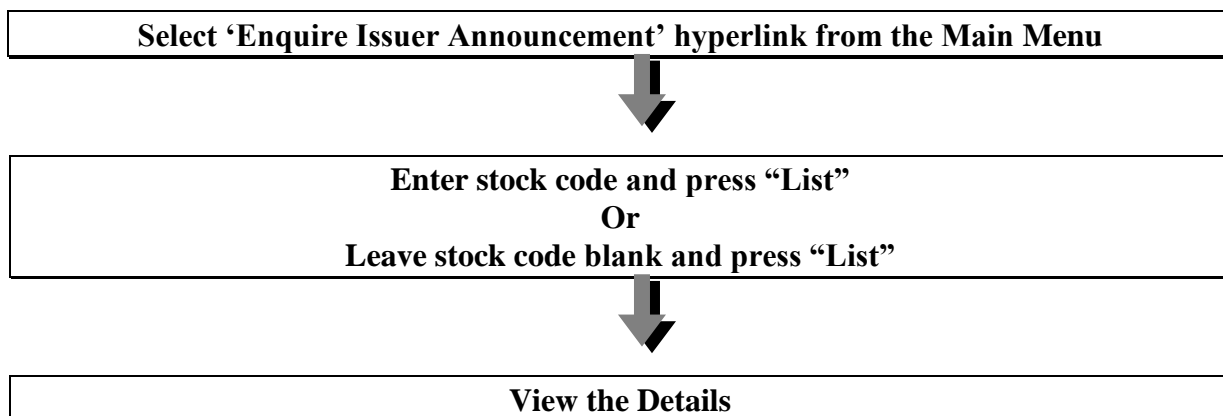 Select ‘Enquire Issuer Announcement’ hyperlink from the Main Menu
Enter stock code and press “List”
Or
Leave stock code blank and press “List”
View the Details